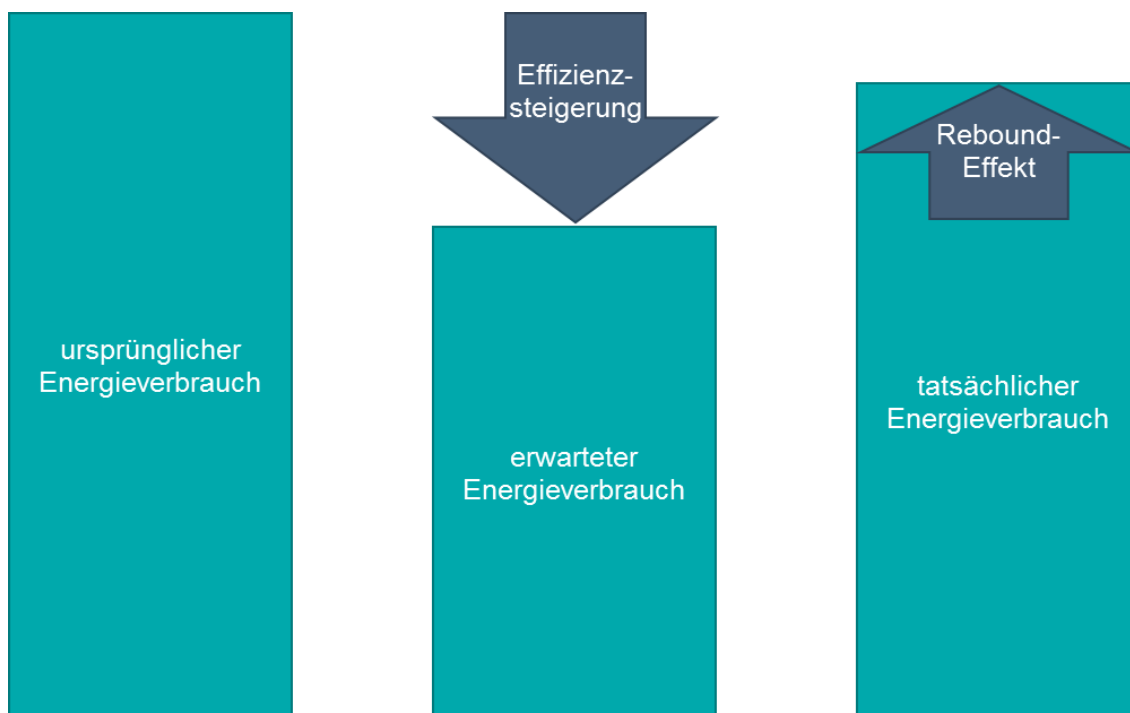 ursprünglicher
Energieverbrauch
Effizienz-
steigerung
erwarteter
Energieverbrauch
Rebound-
Effekt
tatsächlicher
Energieverbrauch